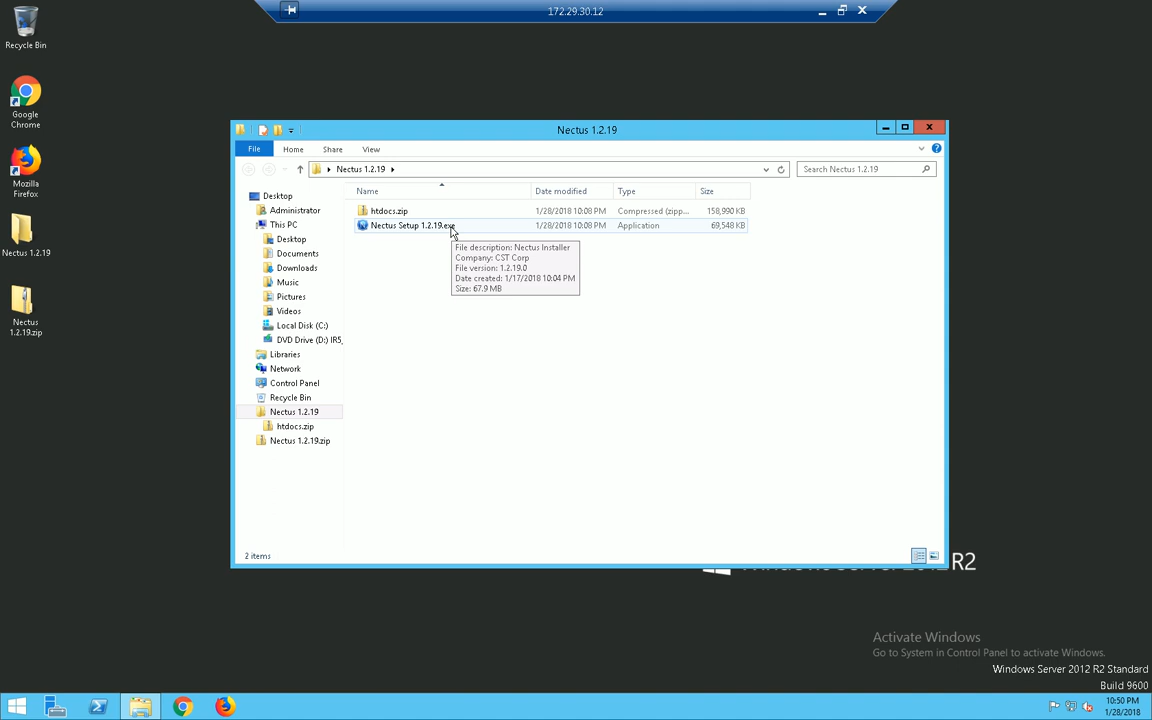 172.29.30.12
Recycle Bin
Google
Chrome
Mozilla
Firefox
Nectus 1.2.19
Nectus
1.2.19.zip
Nectus 1.2.19
File Home Share View
Nectus 1.2.19
Search Nectus 1.2.19
Name Date modified Type Size
htdocs.zip 1/28/2018 10:08 PM Compressed (zipp... 158,990 KB
Nectus Setup 1.2.19.exe 1/28/2018 10:08 PM Application 69,548 KB
File description: Nectus Installer
Company: CST Corp
File version: 1.2.19.0
Date created: 1/17/2018 10:04 PM
Size: 67.9 MB
Desktop
Administrator
This PC
Desktop
Documents
Downloads
Music
Pictures
Videos
Local Disk (C:)
DVD Drive (D:) IR5_
Libraries
Network
Control Panel
Recycle Bin
Nectus 1.2.19
htdocs.zip
Nectus 1.2.19.zip
2 items
R2
Activate Windows
Go to System in Control Panel to activate Windows.
Windows Server 2012 R2 Standard
Build 9600
10:50 PM
1/28/2018